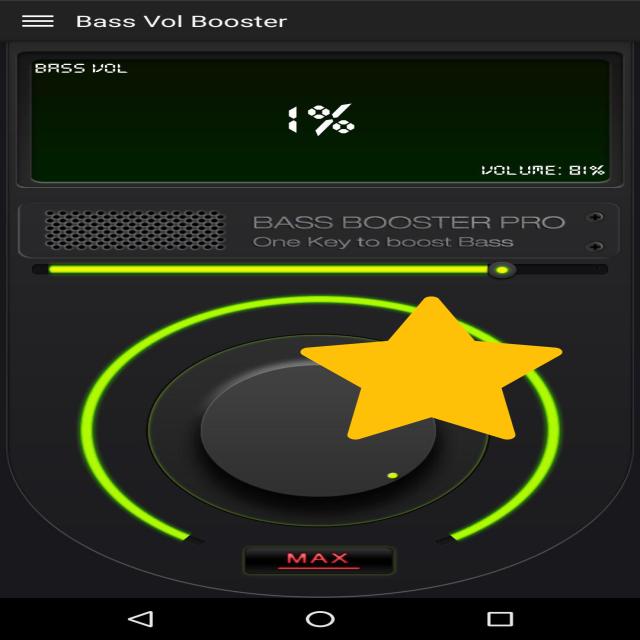 Bass Vol Booster
BASS VOL
1%
VOLUME: 81%
BASS BOOSTER PRO
One Key to boost Bass
MAX